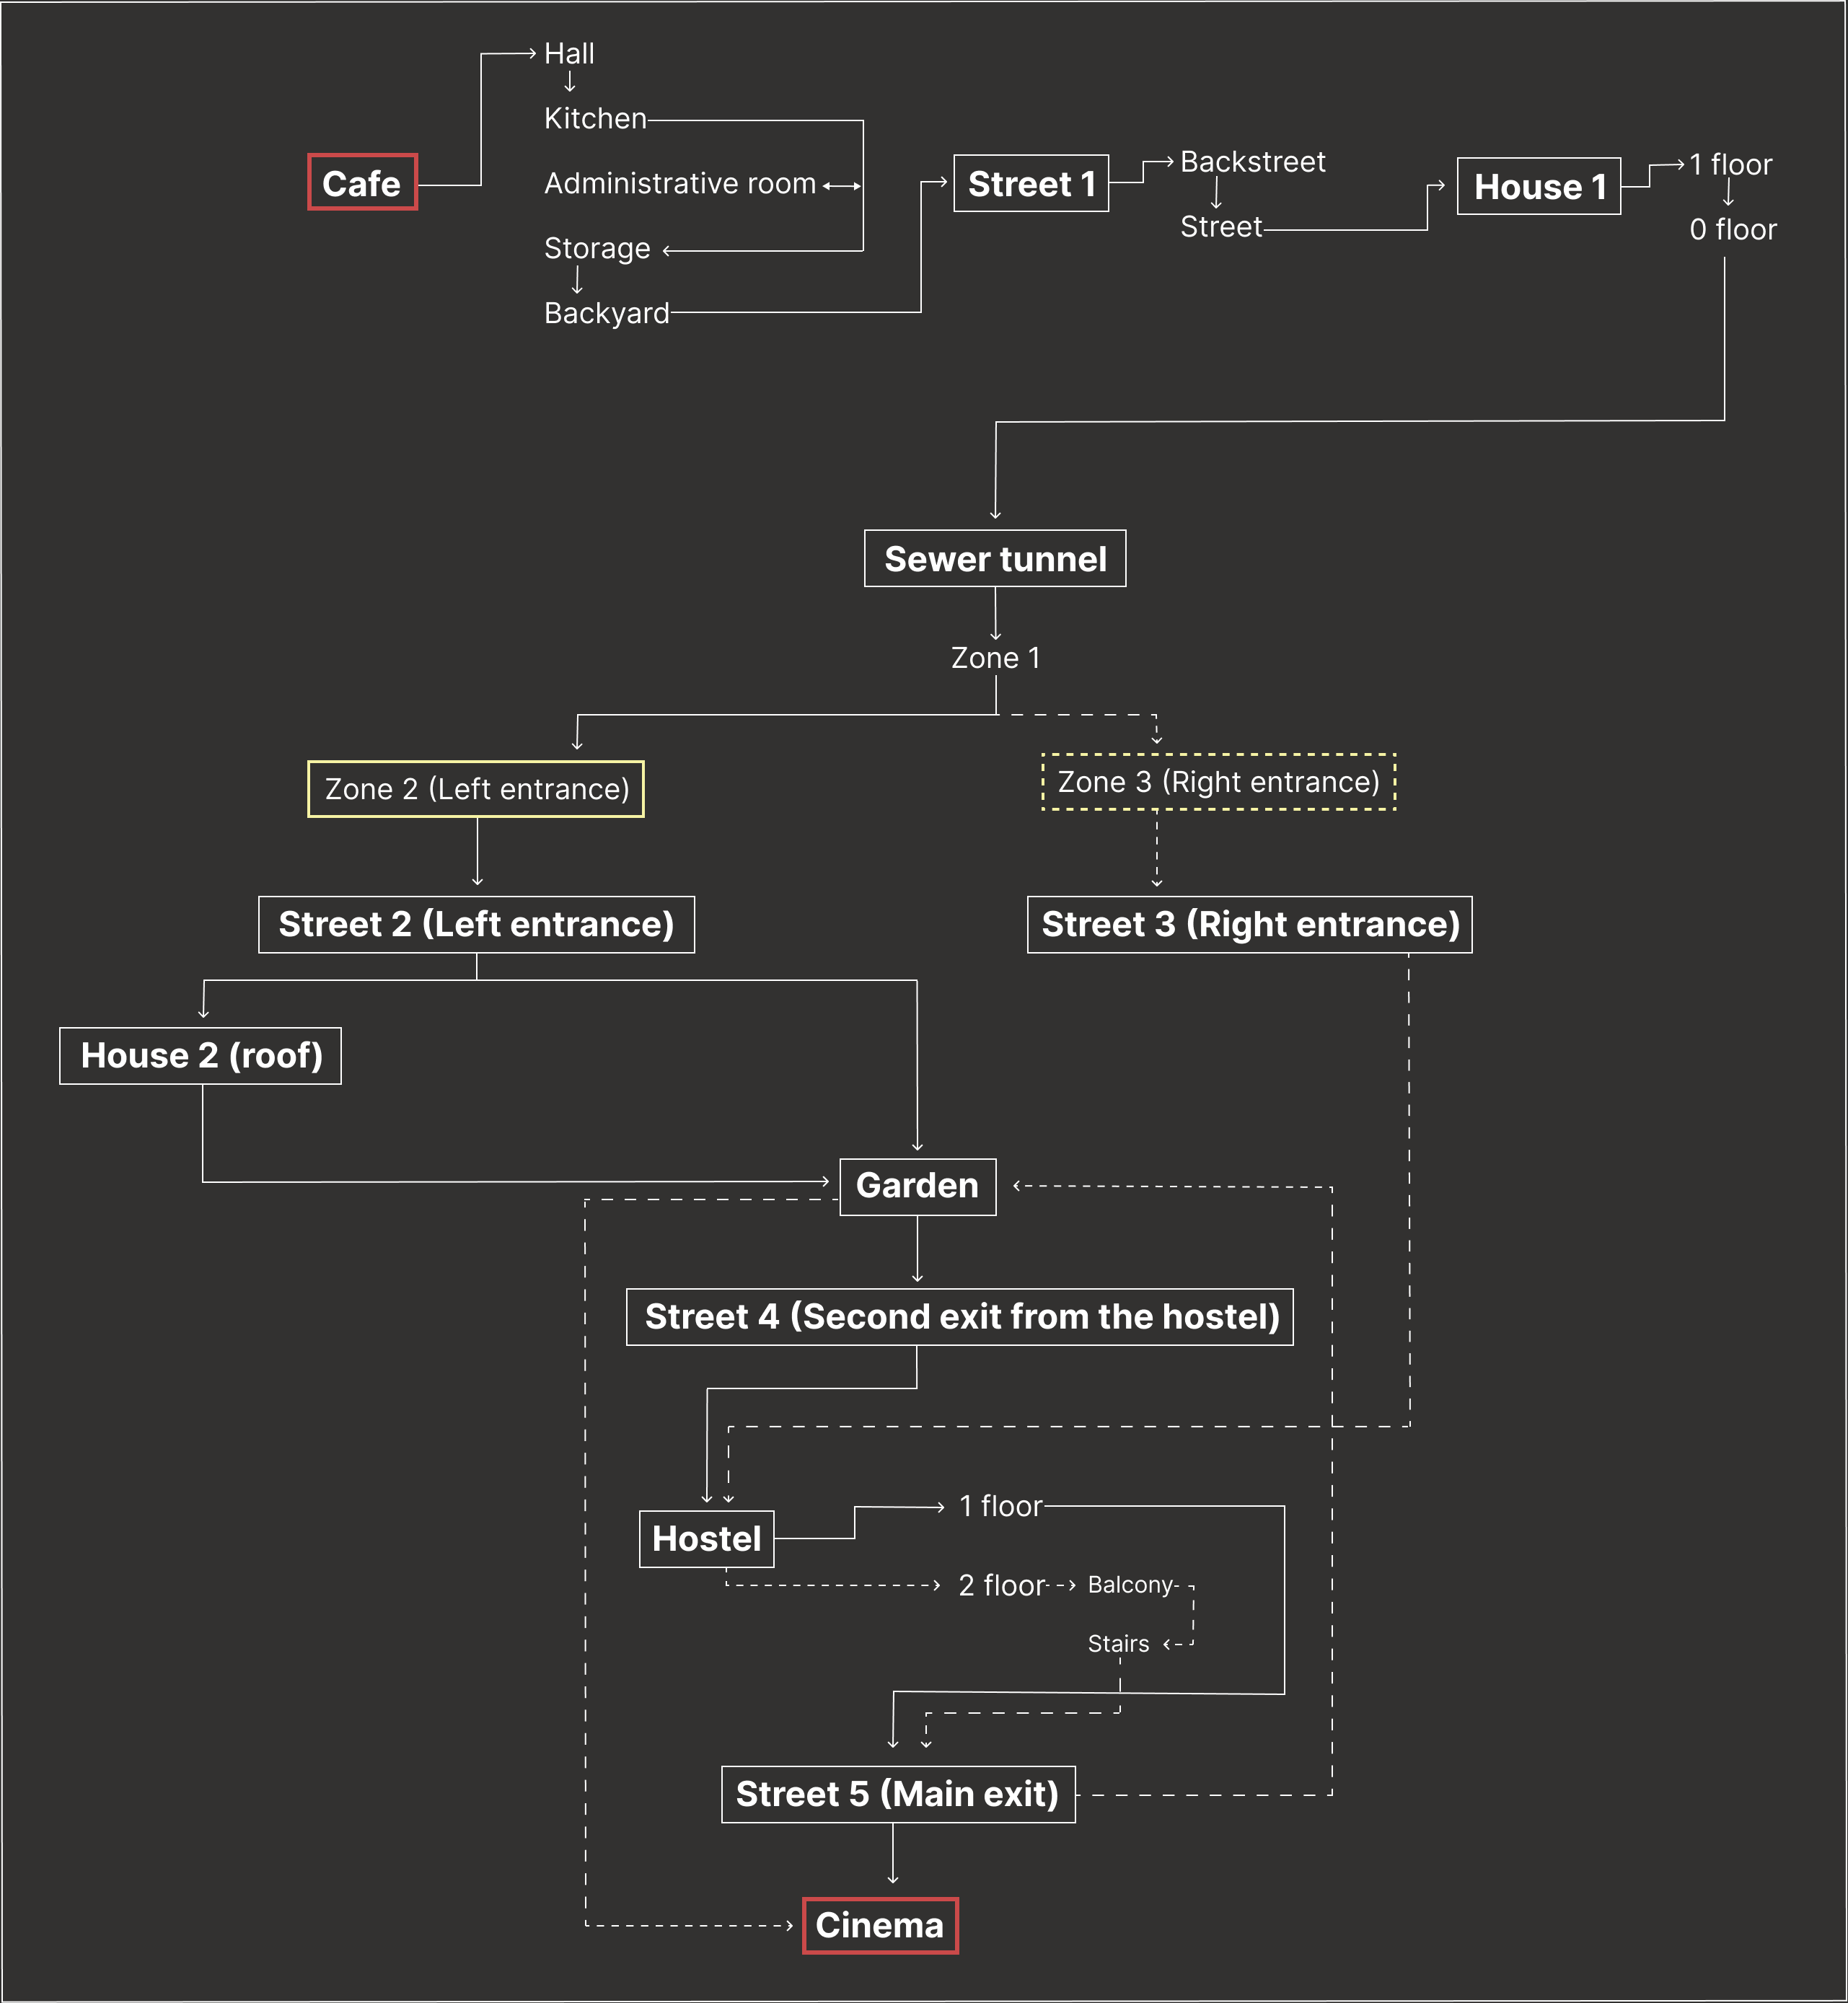 Hall
Kitchen
Cafe
Administrative room
Storage
Backyard
Street 1
Backstreet
Street
House 1
1 floor
0 floor
Sewer tunnel
Zone 1
Zone 2 (Left entrance)
Zone 3 (Right entrance)
Street 2 (Left entrance)
Street 3 (Right entrance)
House 2 (roof)
Garden
Street 4 (Second exit from the hostel)
Hostel
1 floor
2 floor
Balcony
Stairs
Street 5 (Main exit)
Cinema